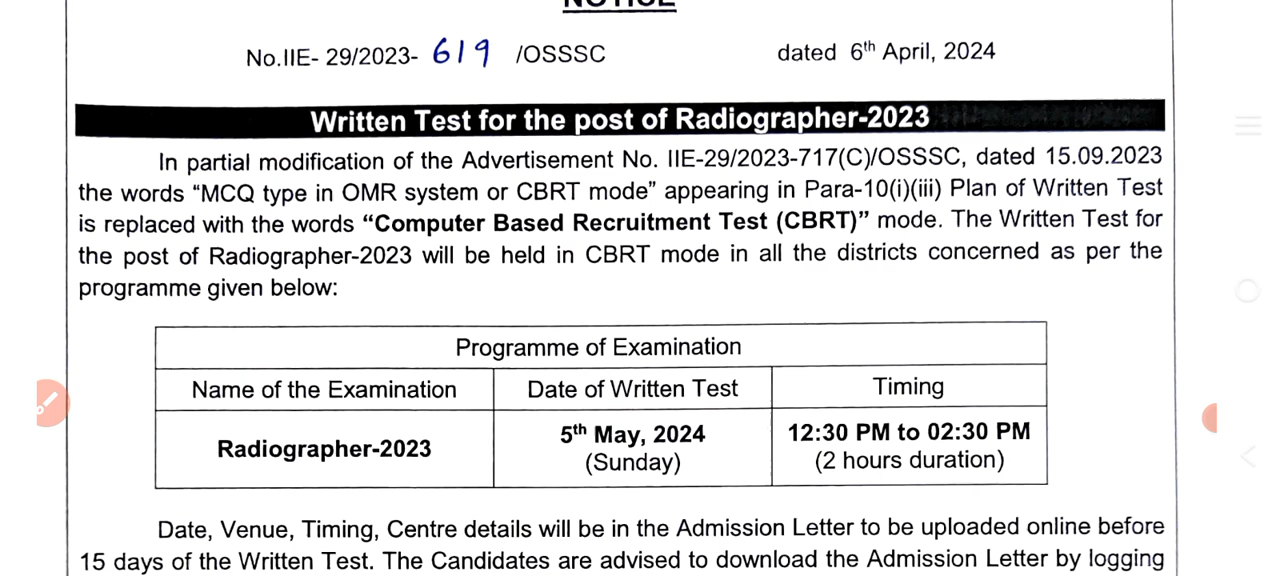 NOTICE
No.IIE- 29/2023- 619 /OSSSC dated 6th April, 2024
Written Test for the post of Radiographer-2023
In partial modification of the Advertisement No. IIE-29/2023-717(C)/OSSSC, dated 15.09.2023
the words “MCQ type in OMR system or CBRT mode” appearing in Para-10(i)(iii) Plan of Written Test
is replaced with the words “Computer Based Recruitment Test (CBRT)” mode. The Written Test for
the post of Radiographer-2023 will be held in CBRT mode in all the districts concerned as per the
programme given below:
Programme of Examination
Name of the Examination Date of Written Test Timing
Radiographer-2023 5th May, 2024 12:30 PM to 02:30 PM
(Sunday) (2 hours duration)
Date, Venue, Timing, Centre details will be in the Admission Letter to be uploaded online before
15 days of the Written Test. The Candidates are advised to download the Admission Letter by logging